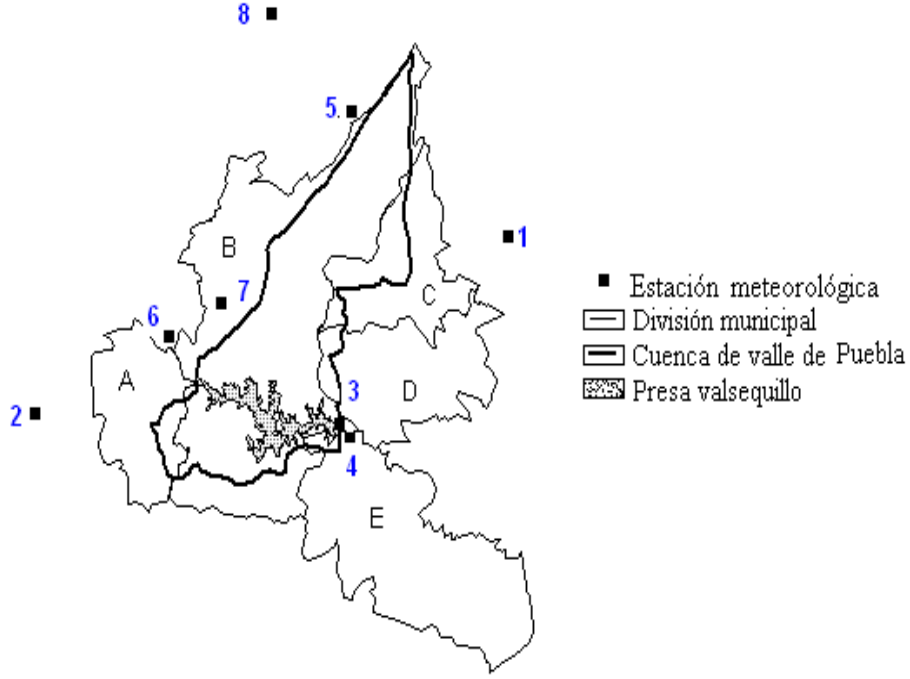 8
5.
B
1
7
C
6
A
D
3
2
4
E
Estación meteorológica
División municipal
Cuenca de valle de Puebla
Presa valsequillo